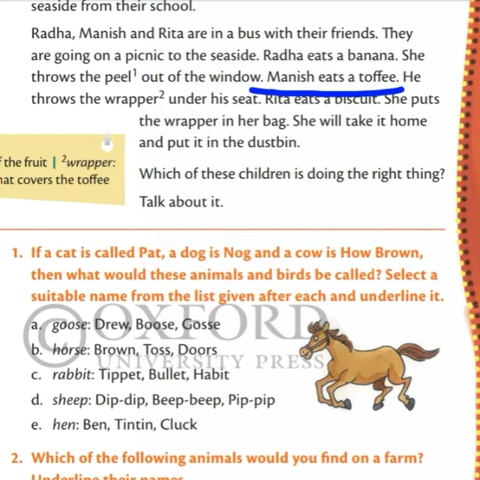 seaside from their school.
Radha, Manish and Rita are in a bus with their friends. They
are going on a picnic to the seaside. Radha eats a banana. She
throws the peel¹ out of the window. Manish eats a toffee. He
throws the wrapper² under his seat. Rita eats a biscuit. She puts
the wrapper in her bag. She will take it home
and put it in the dustbin.
the fruit | ²wrapper:
covers the toffee
Which of these children is doing the right thing?
Talk about it.
1. If a cat is called Pat, a dog is Nog and a cow is How Brown,
then what would these animals and birds be called? Select a
suitable name from the list given after each and underline it.
a. goose: Drew, Boose, Gosse
b. horse: Brown, Toss, Doors
c. rabbit: Tippet, Bullet, Habit
d. sheep: Dip-dip, Beep-beep, Pip-pip
e. hen: Ben, Tintin, Cluck
© OXFORD
UNIVERSITY PRESS
2. Which of the following animals would you find on a farm?
Underline their names.